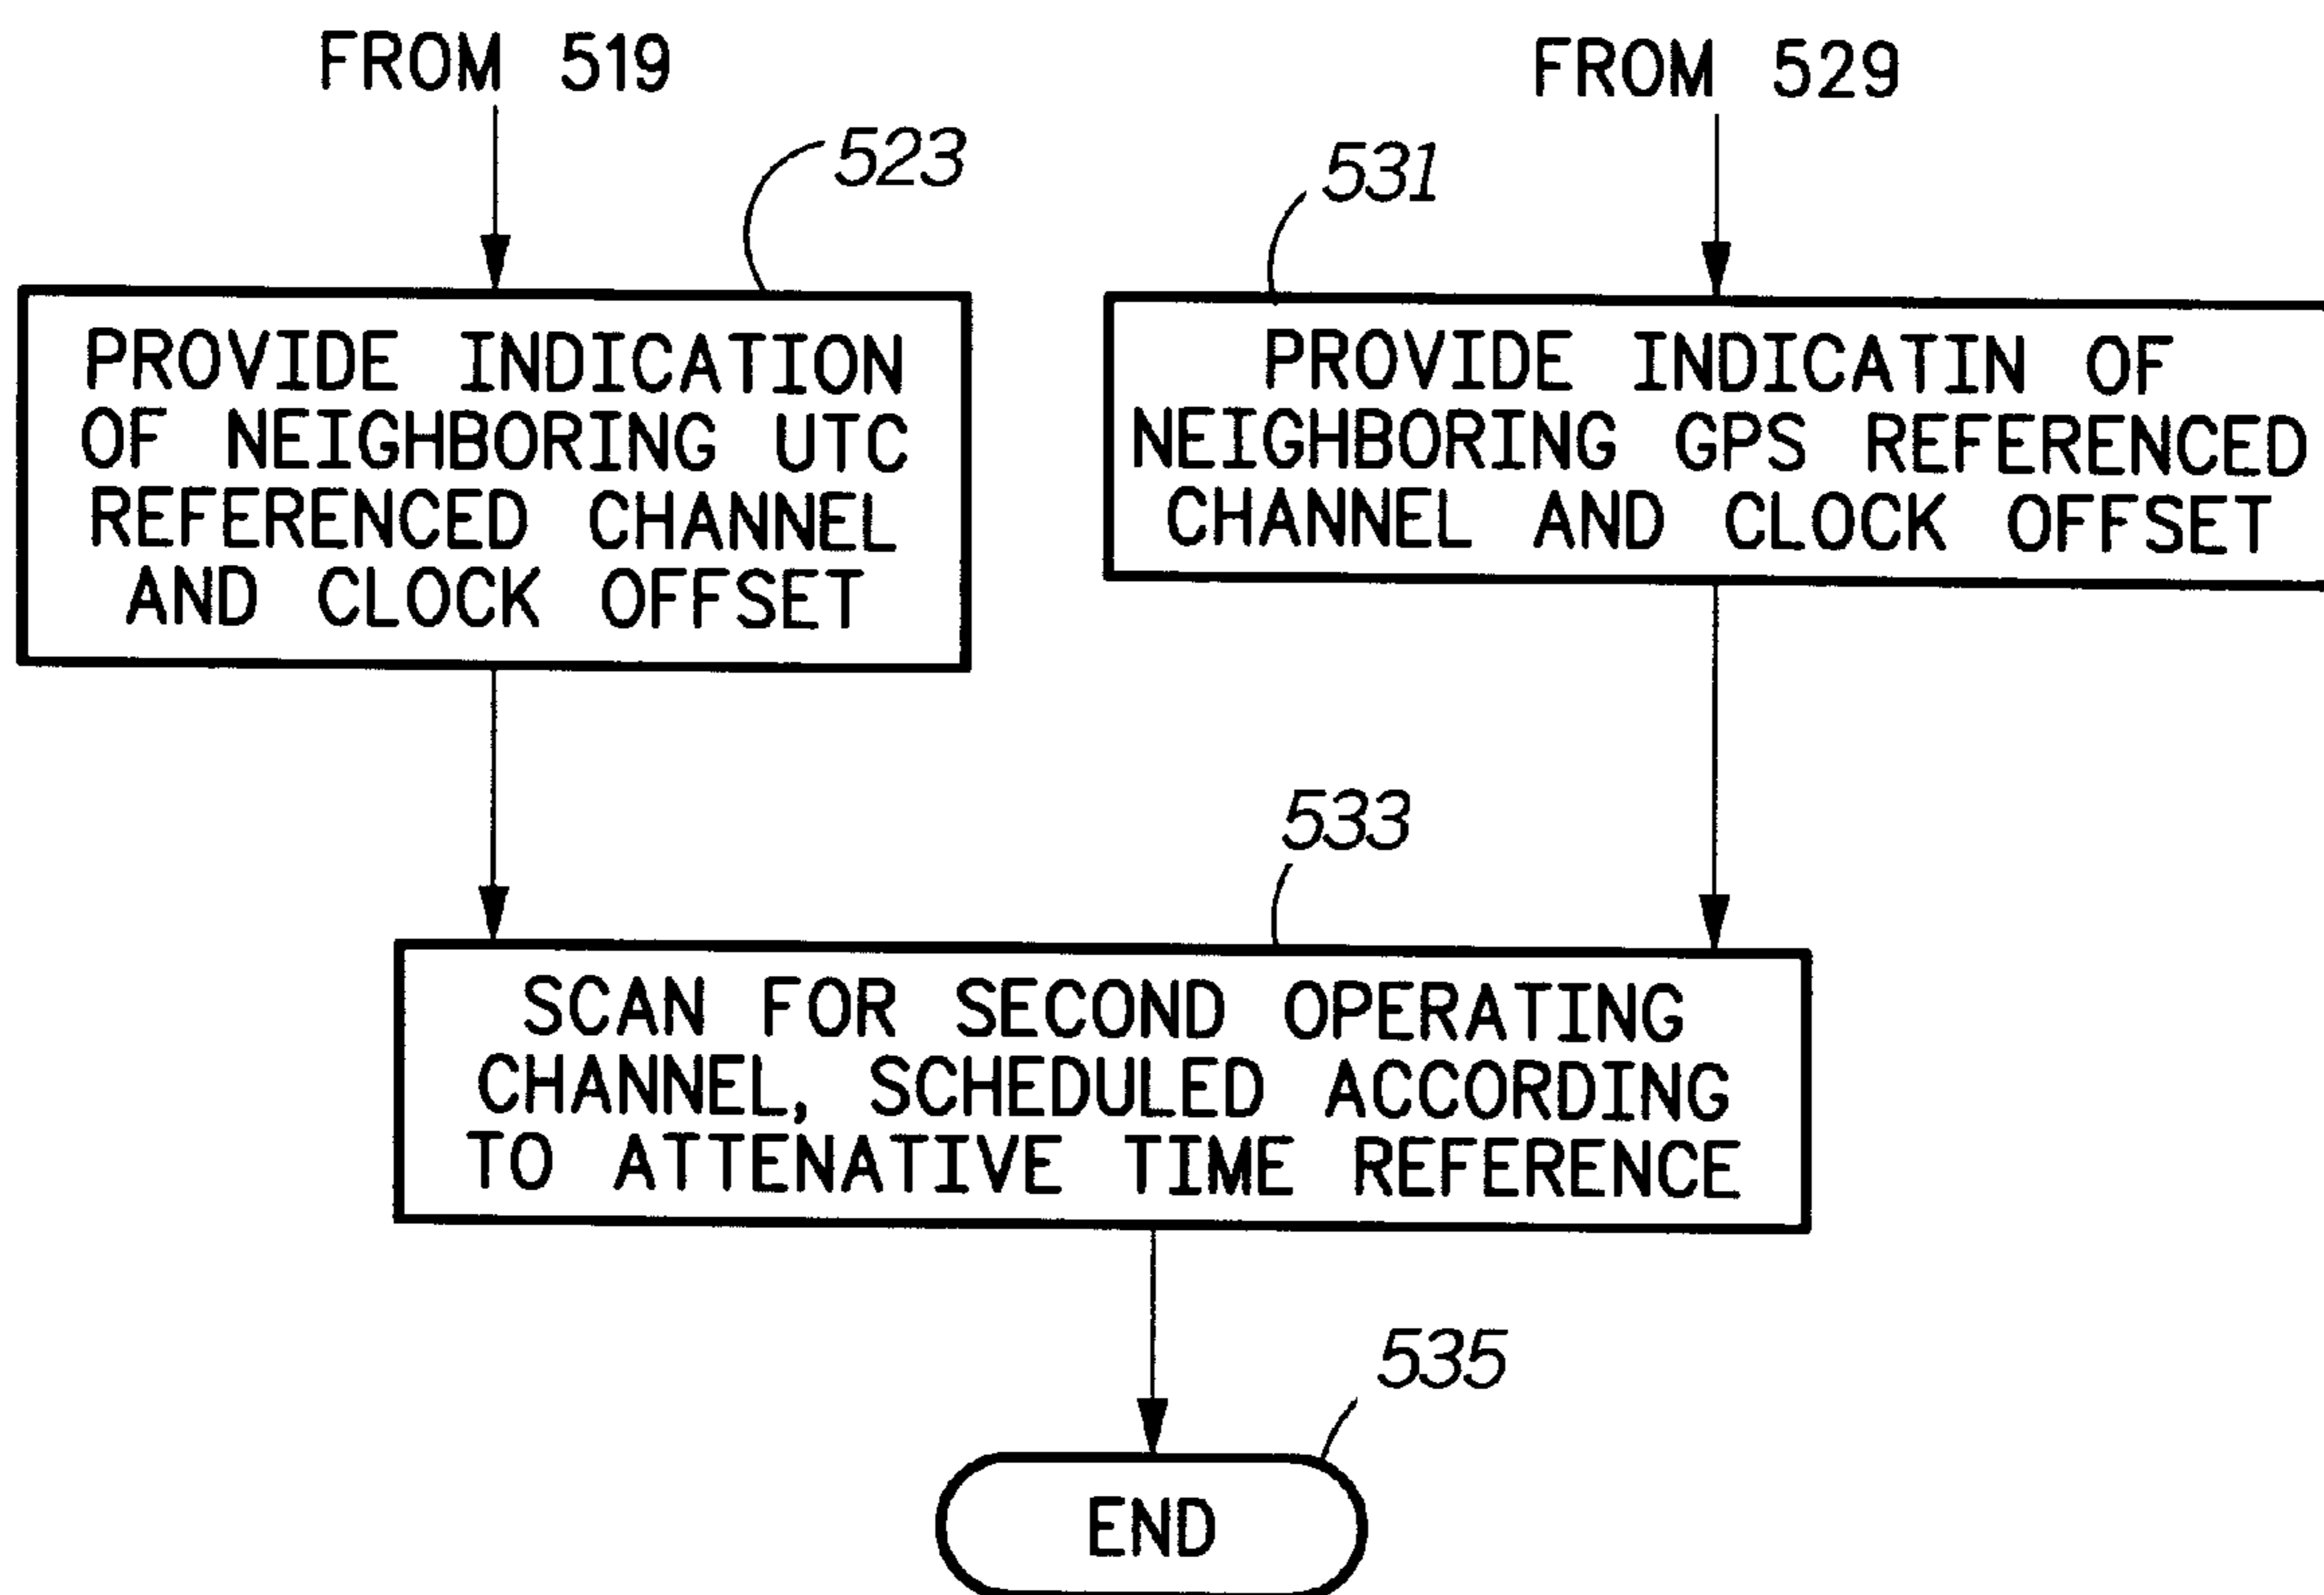 FROM 519
523
PROVIDE INDICATION
OF NEIGHBORING UTC
REFERENCED CHANNEL
AND CLOCK OFFSET
FROM 529
531
PROVIDE INDICATIN OF
NEIGHBORING GPS REFERENCED
CHANNEL AND CLOCK OFFSET
533
SCAN FOR SECOND OPERATING
CHANNEL, SCHEDULED ACCORDING
TO ATTENATIVE TIME REFERENCE
535
END